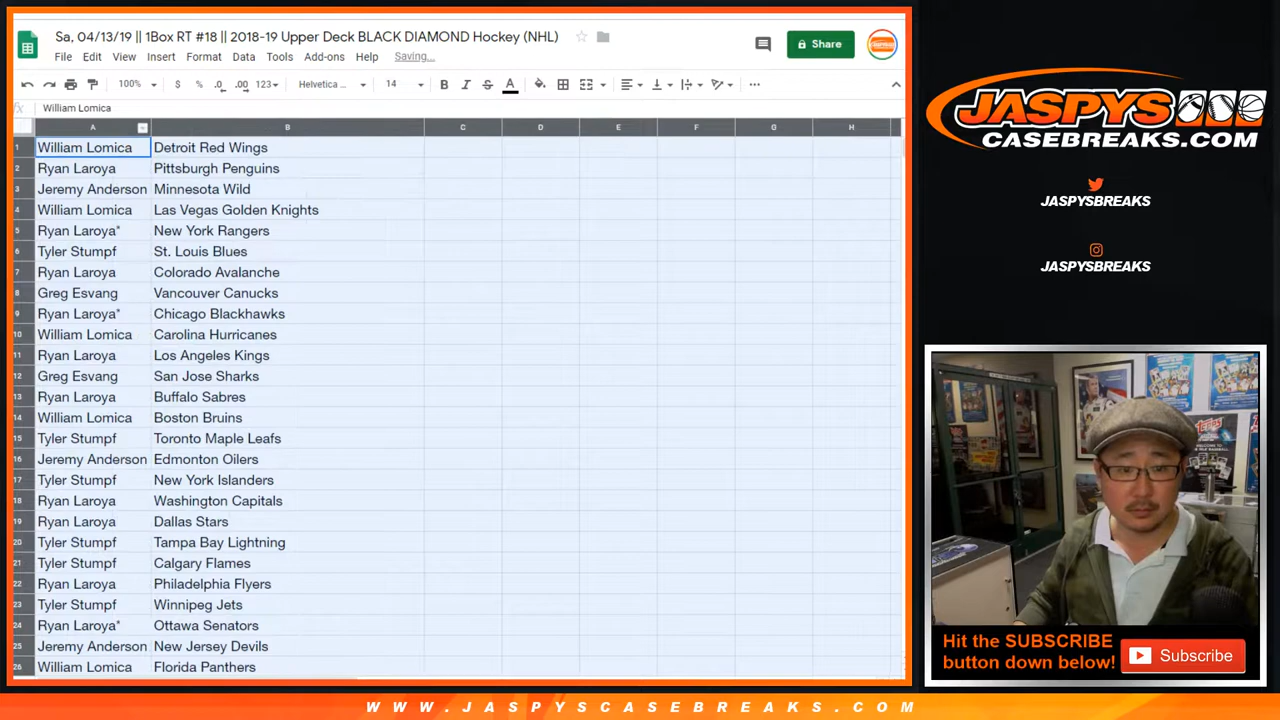 Sa, 04/13/19 || 1Box RT #18 || 2018-19 Upper Deck BLACK DIAMOND Hockey (NHL)
File Edit View Insert Format Data Tools Add-ons Help Saving...
Share
100% $ % .0 .00 123 Helvetica ... 14 B I S A
fx William Lomica
A B C D E F G H
1 William Lomica Detroit Red Wings
2 Ryan Laroya Pittsburgh Penguins
3 Jeremy Anderson Minnesota Wild
4 William Lomica Las Vegas Golden Knights
5 Ryan Laroya* New York Rangers
6 Tyler Stumpf St. Louis Blues
7 Ryan Laroya Colorado Avalanche
8 Greg Esvang Vancouver Canucks
9 Ryan Laroya* Chicago Blackhawks
10 William Lomica Carolina Hurricanes
11 Ryan Laroya Los Angeles Kings
12 Greg Esvang San Jose Sharks
13 Ryan Laroya Buffalo Sabres
14 William Lomica Boston Bruins
15 Tyler Stumpf Toronto Maple Leafs
16 Jeremy Anderson Edmonton Oilers
17 Tyler Stumpf New York Islanders
18 Ryan Laroya Washington Capitals
19 Ryan Laroya Dallas Stars
20 Tyler Stumpf Tampa Bay Lightning
21 Tyler Stumpf Calgary Flames
22 Ryan Laroya Philadelphia Flyers
23 Tyler Stumpf Winnipeg Jets
24 Ryan Laroya* Ottawa Senators
25 Jeremy Anderson New Jersey Devils
26 William Lomica Florida Panthers
JASPYS
CASEBREAKS.COM
JASPYSBREAKS
JASPYSBREAKS
Topps
Hit the SUBSCRIBE
button down below!
Subscribe
WWW.JASPYSCASEBREAKS.COM